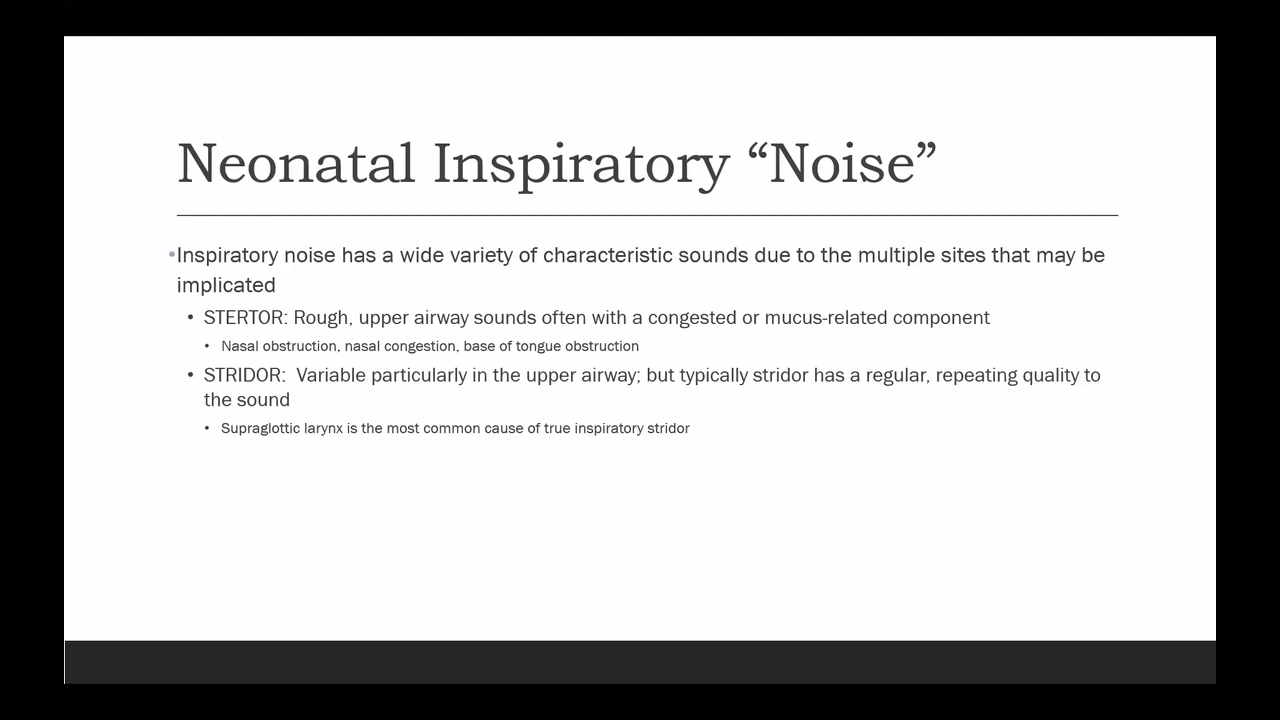 Neonatal Inspiratory “Noise”
•Inspiratory noise has a wide variety of characteristic sounds due to the multiple sites that may be
implicated
• STERTOR: Rough, upper airway sounds often with a congested or mucus-related component
• Nasal obstruction, nasal congestion, base of tongue obstruction
• STRIDOR:  Variable particularly in the upper airway; but typically stridor has a regular, repeating quality to
the sound
• Supraglottic larynx is the most common cause of true inspiratory stridor